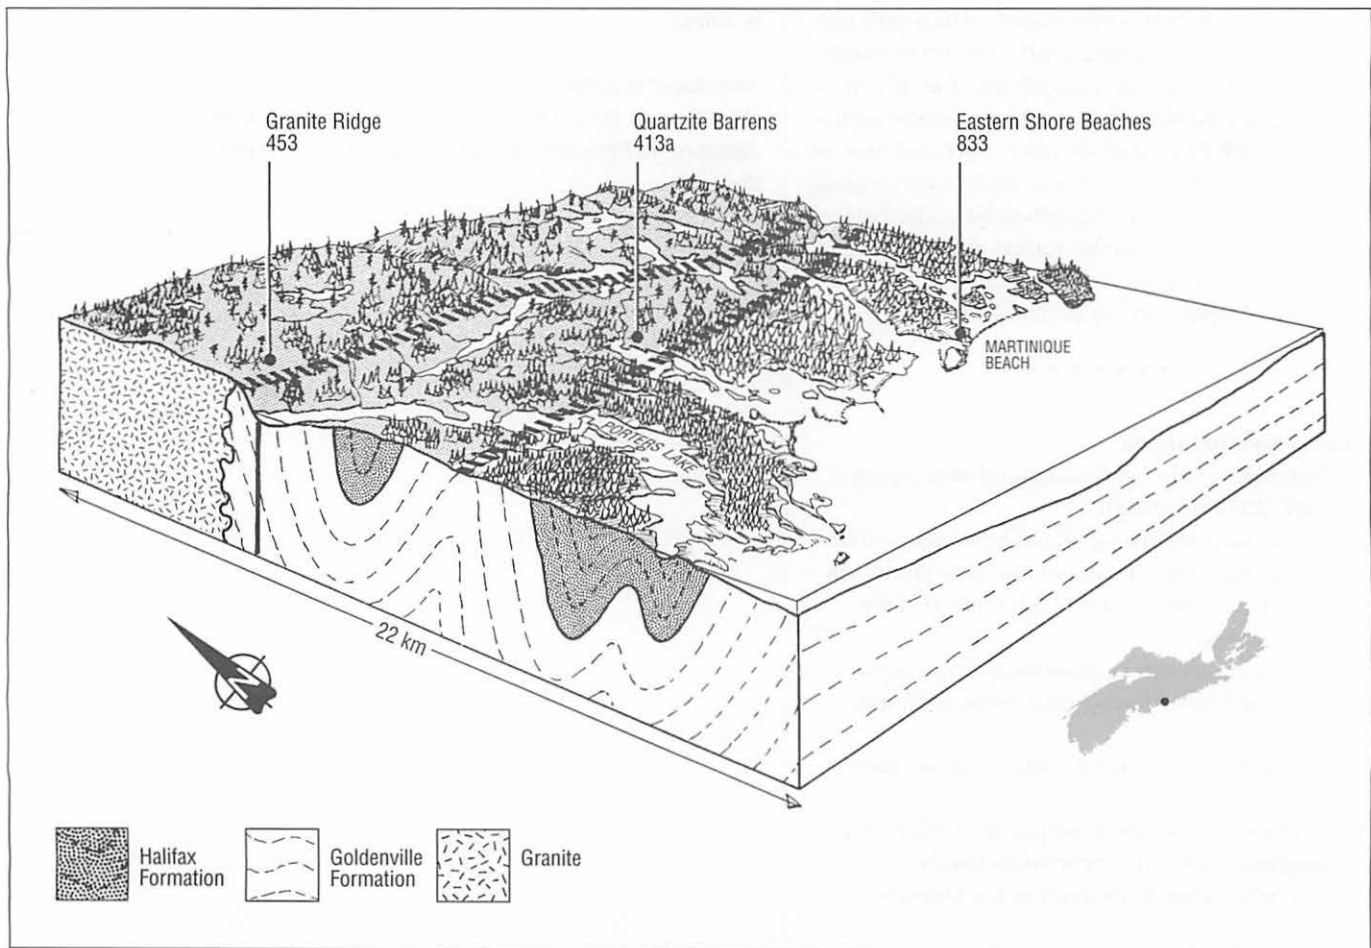 Granite Ridge
453
Quartzite Barrens
413a
Eastern Shore Beaches
833
MARTINIQUE
BEACH
PORTERS LAKE
22 km
N
Halifax
Formation
Goldenville
Formation
Granite